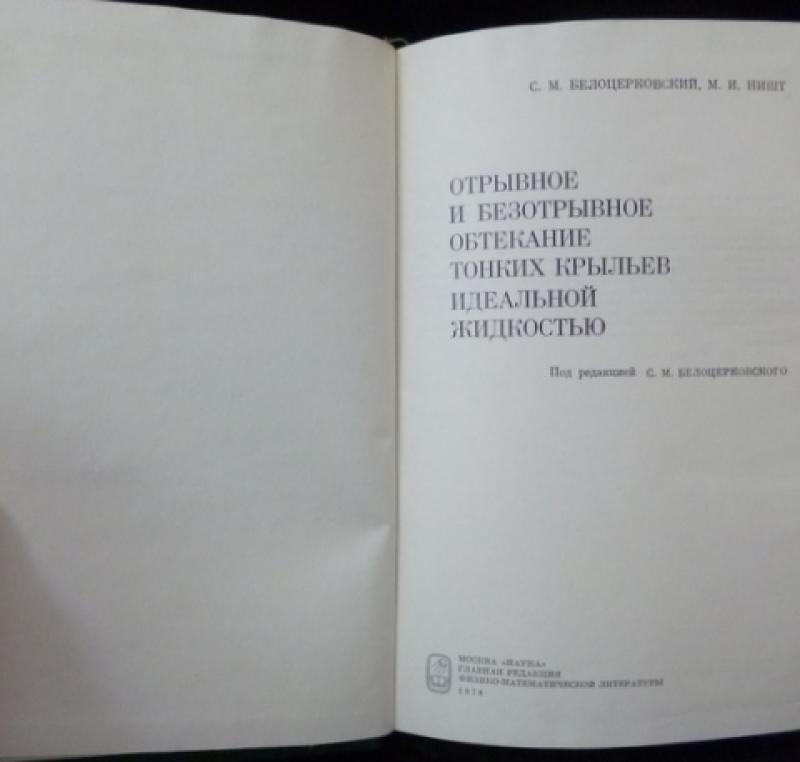 С. М. БЕЛОЦЕРКОВСКИЙ, М. И. НИШТ
ОТРЫВНОЕ
И БЕЗОТРЫВНОЕ
ОБТЕКАНИЕ
ТОНКИХ КРЫЛЬЕВ
ИДЕАЛЬНОЙ
ЖИДКОСТЬЮ
Под редакцией С. М. БЕЛОЦЕРКОВСКОГО
МОСКВА «НАУКА»
ГЛАВНАЯ РЕДАКЦИЯ
ФИЗИКО-МАТЕМАТИЧЕСКОЙ ЛИТЕРАТУРЫ
1978